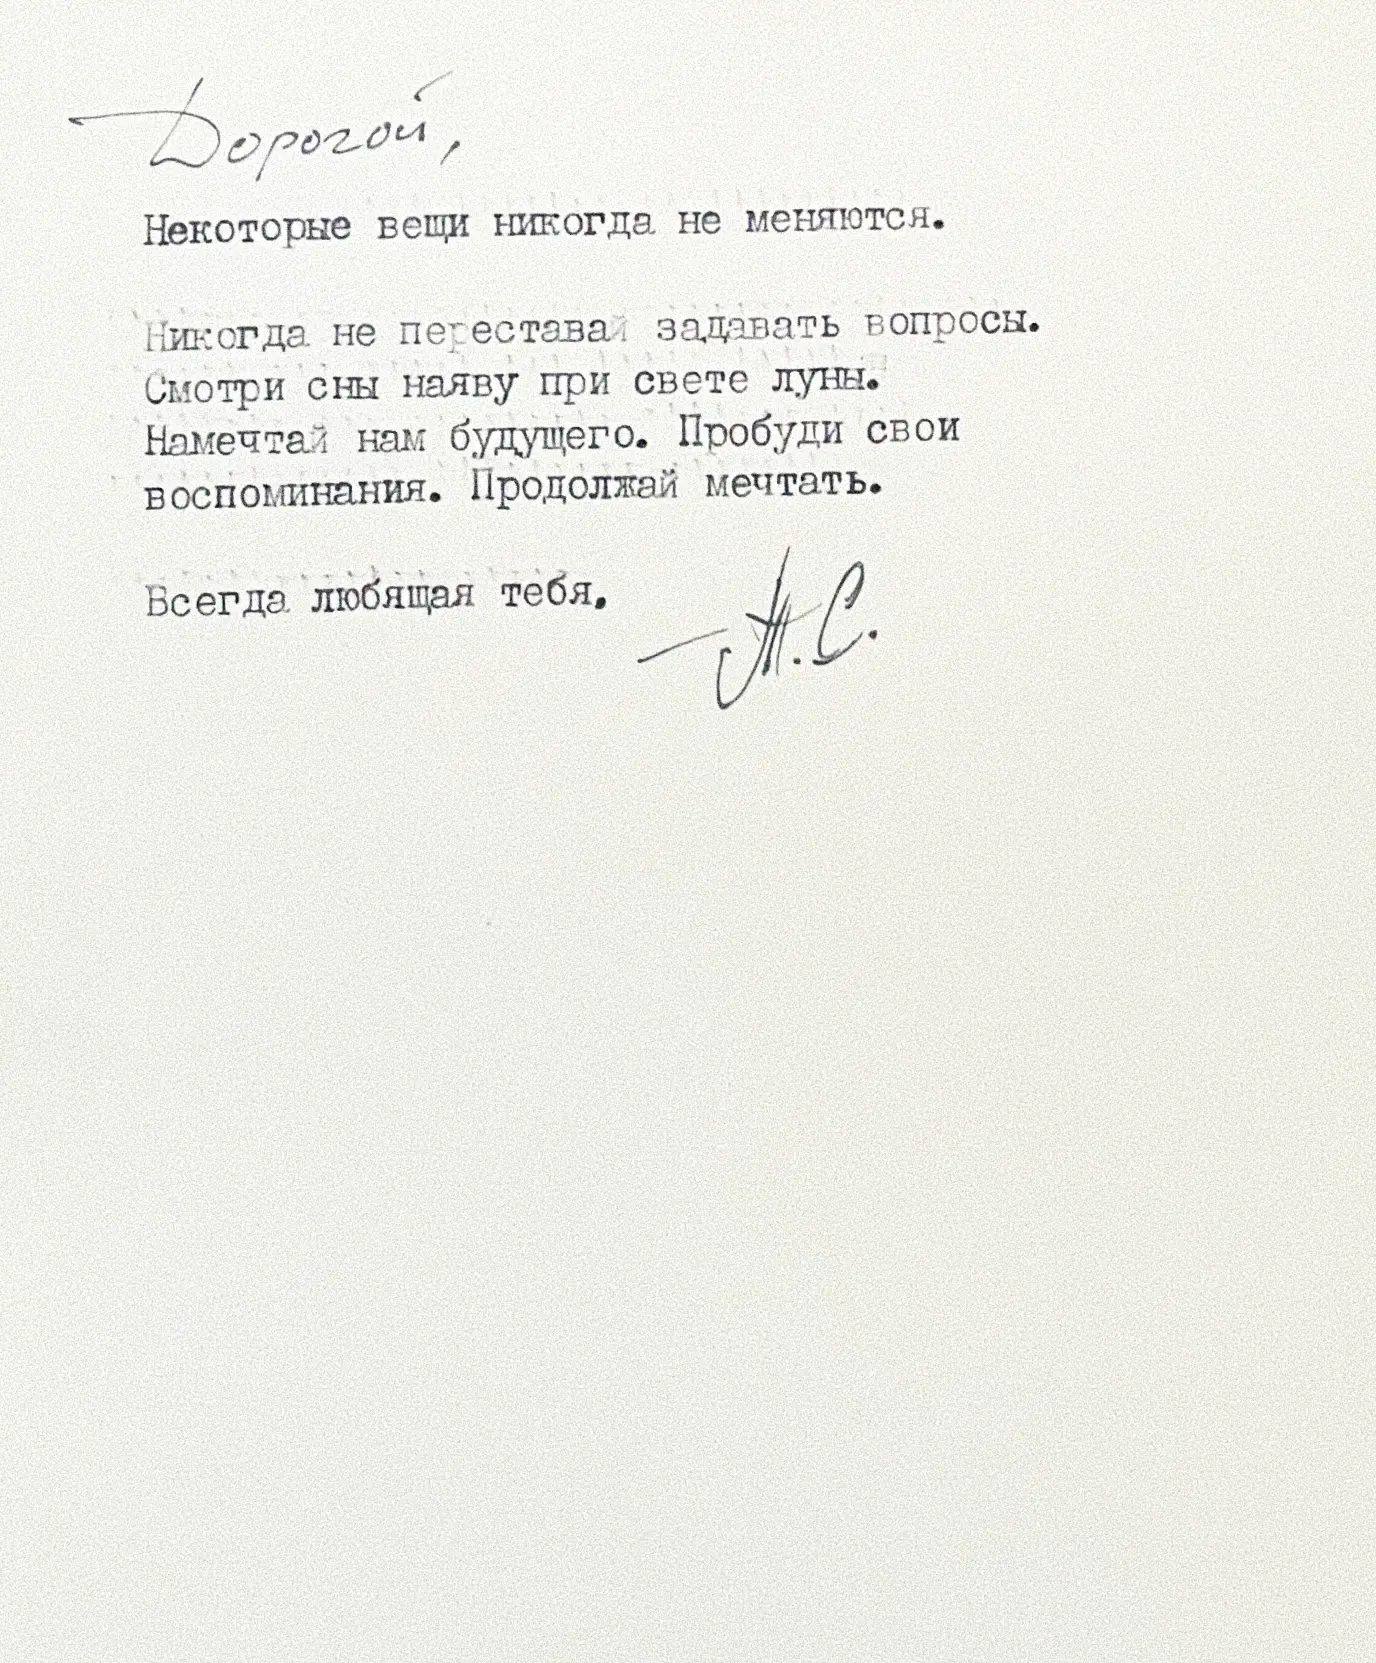 Дорогой,
Некоторые вещи никогда не меняются.
Никогда не переставай задавать вопросы.
Смотри сны наяву при свете луны.
Намечтай нам будущего. Пробуди свои
воспоминания. Продолжай мечтать.
Всегда любящая тебя.
Ж.С.